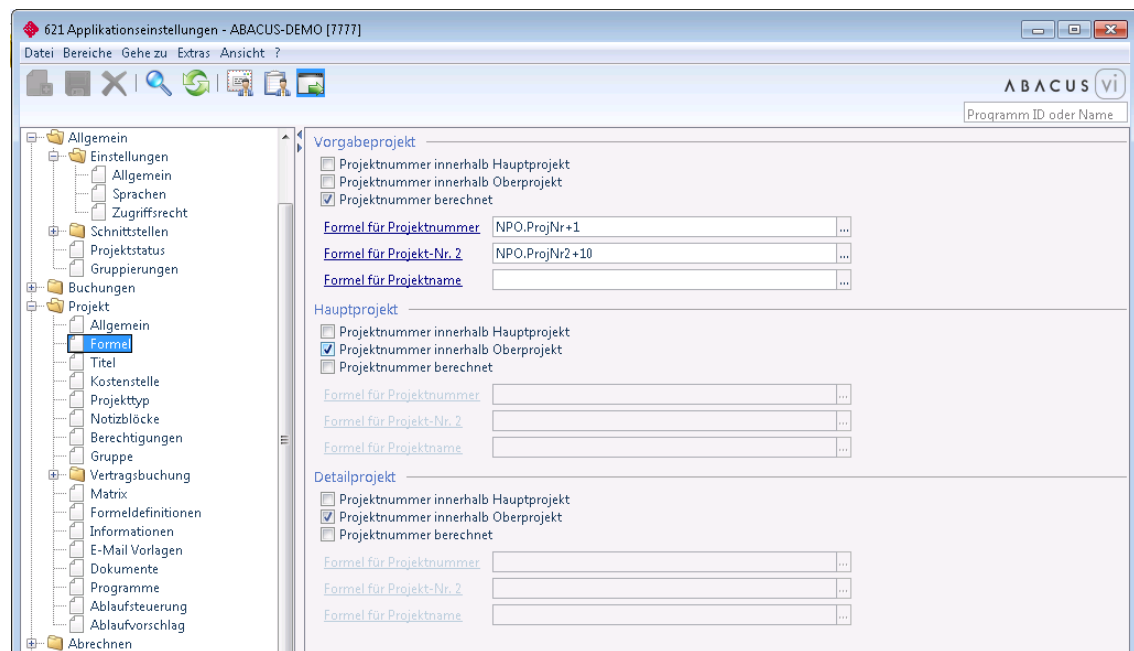 621 Applikationseinstellungen - ABACUS-DEMO [7777]
Datei Bereiche Gehe zu Extras Ansicht ?
ABACUS vi
Programm ID oder Name
Allgemein
Einstellungen
Allgemein
Sprachen
Zugriffsrecht
Schnittstellen
Projektstatus
Gruppierungen
Buchungen
Projekt
Allgemein
Formel
Titel
Kostenstelle
Projekttyp
Notizblöcke
Berechtigungen
Gruppe
Vertragsbuchung
Matrix
Formeldefinitionen
Informationen
E-Mail Vorlagen
Dokumente
Programme
Ablaufsteuerung
Ablaufvorschlag
Abrechnen
Vorgabeprojekt
Projektnummer innerhalb Hauptprojekt
Projektnummer innerhalb Oberprojekt
Projektnummer berechnet
Formel für Projektnummer NPO.ProjNr+1 ...
Formel für Projekt-Nr. 2 NPO.ProjNr2+10 ...
Formel für Projektname ...
Hauptprojekt
Projektnummer innerhalb Hauptprojekt
Projektnummer innerhalb Oberprojekt
Projektnummer berechnet
Formel für Projektnummer ...
Formel für Projekt-Nr. 2 ...
Formel für Projektname ...
Detailprojekt
Projektnummer innerhalb Hauptprojekt
Projektnummer innerhalb Oberprojekt
Projektnummer berechnet
Formel für Projektnummer ...
Formel für Projekt-Nr. 2 ...
Formel für Projektname ...